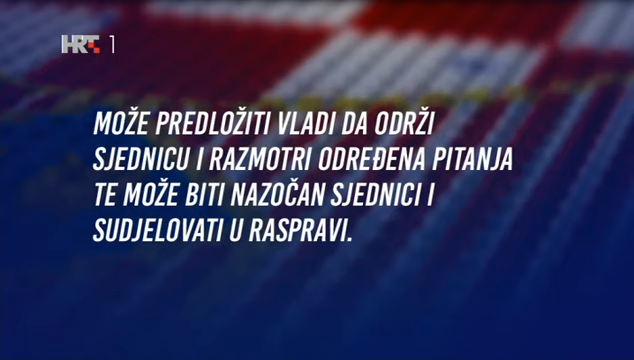 HRT 1
MOŽE PREDLOŽITI VLADI DA ODRŽI
SJEDNICU I RAZMOTRI ODREĐENA PITANJA
TE MOŽE BITI NAZOČAN SJEDNICI I
SUDJELOVATI U RASPRAVI.